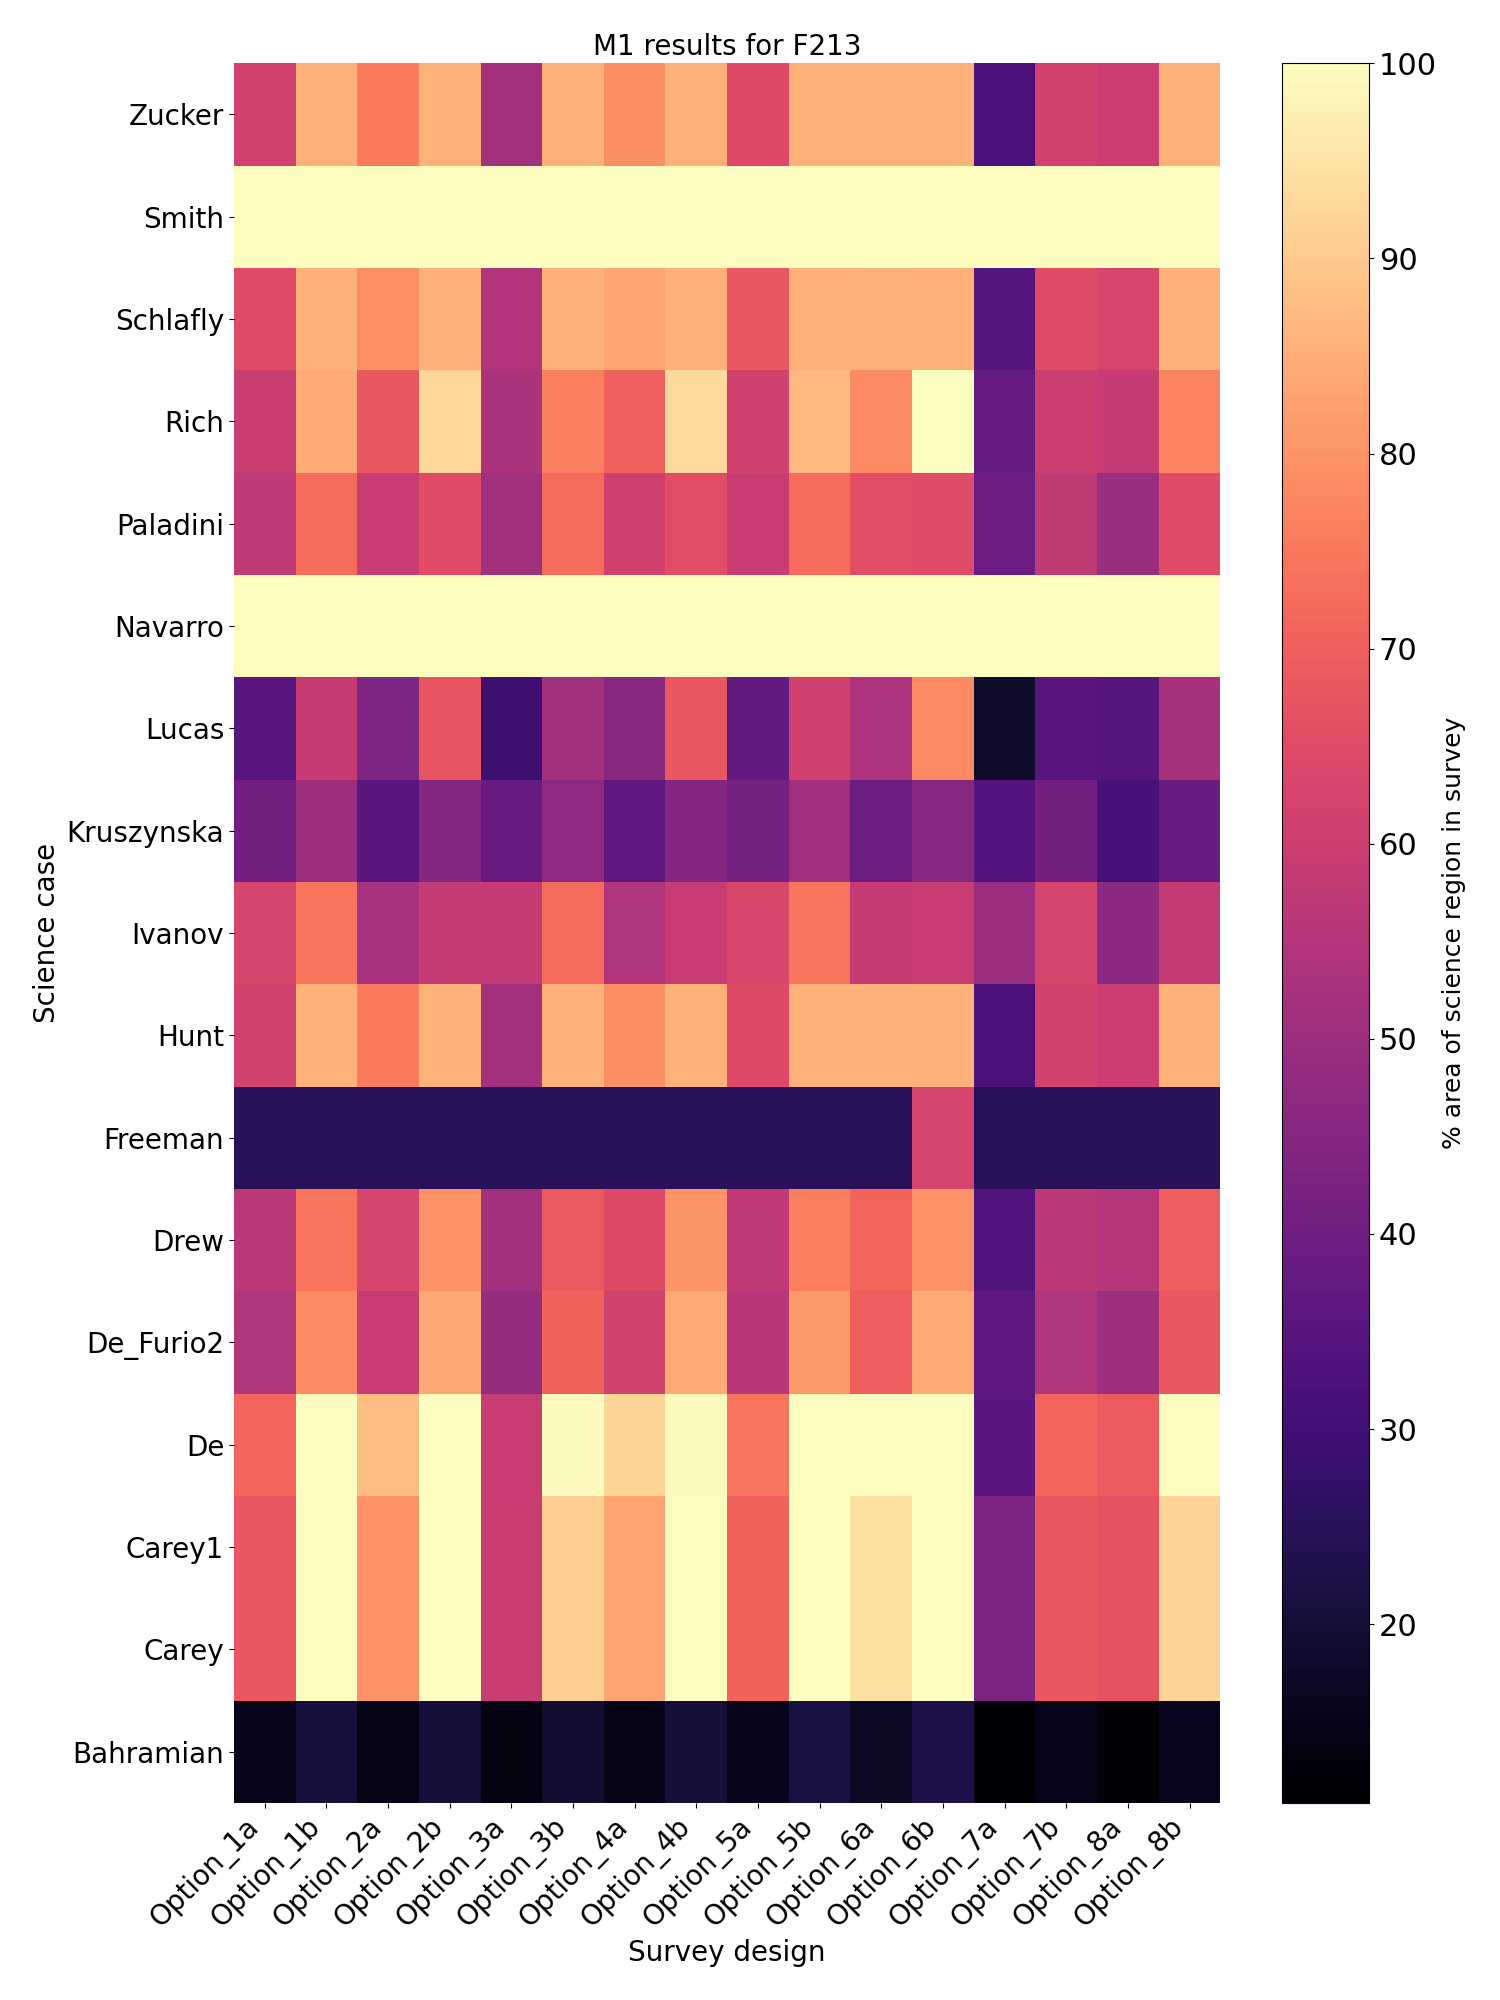 M1 results for F213
Zucker
Smith
Schlafly
Rich
Paladini
Navarro
Lucas
Kruszynska
Ivanov
Hunt
Freeman
Drew
De_Furio2
De
Carey1
Carey
Bahramian
Science case
Option_1a
Option_1b
Option_2a
Option_2b
Option_3a
Option_3b
Option_4a
Option_4b
Option_5a
Option_5b
Option_6a
Option_6b
Option_7a
Option_7b
Option_8a
Option_8b
Survey design
100
90
80
70
60
50
40
30
20
% area of science region in survey